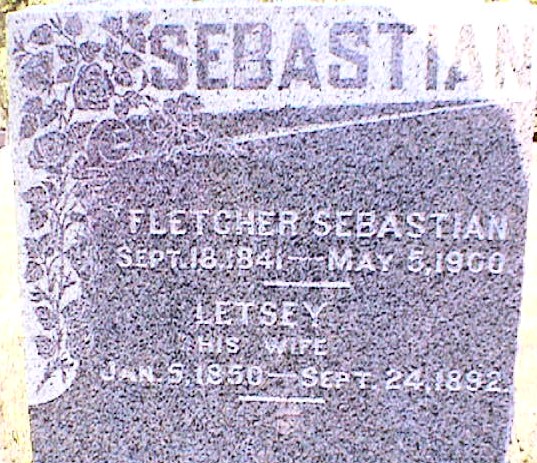 SEBASTIAN
FLETCHER SEBASTIAN
SEPT. 18, 1841 — MAY 5, 1900
LETSEY
HIS WIFE
JAN. 5, 1850 — SEPT. 24, 1892